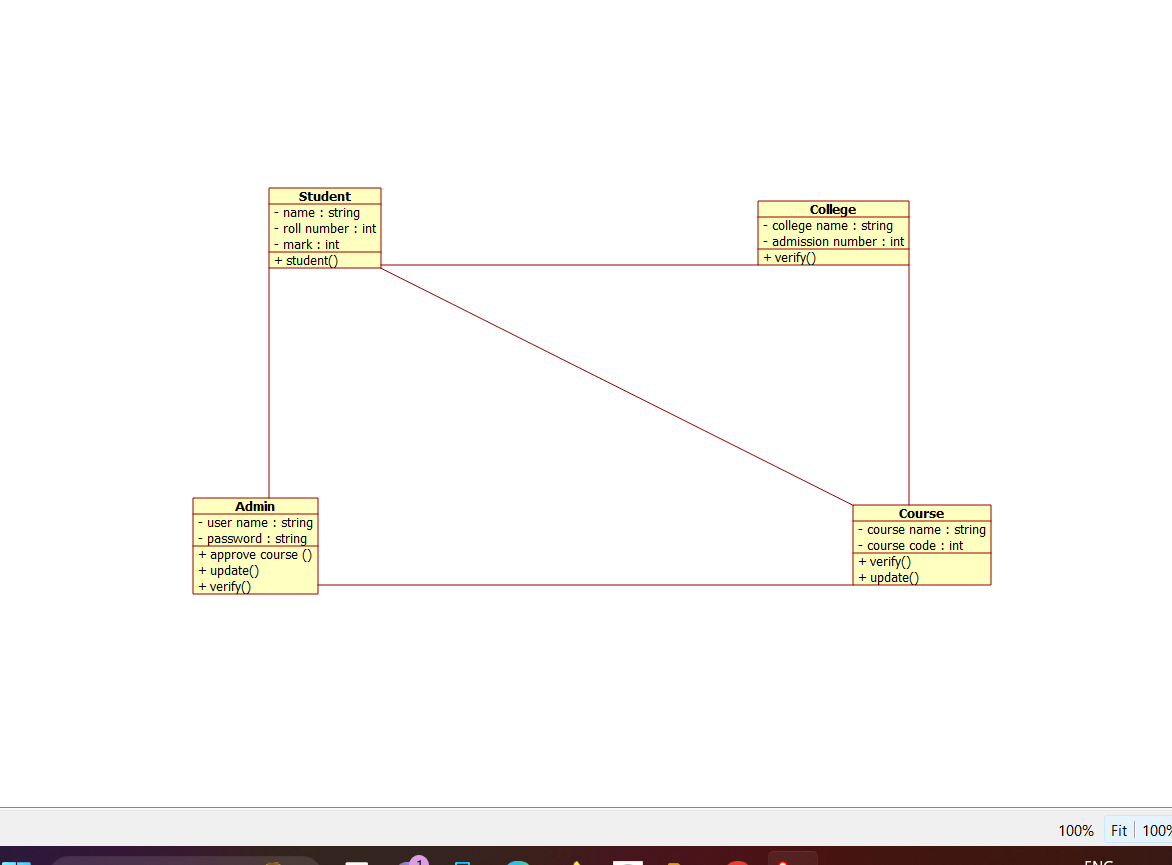 Student
- name : string
- roll number : int
- mark : int
+ student()
College
- college name : string
- admission number : int
+ verify()
Admin
- user name : string
- password : string
+ approve course ()
+ update()
+ verify()
Course
- course name : string
- course code : int
+ verify()
+ update()
100% Fit 100%
1
ENG